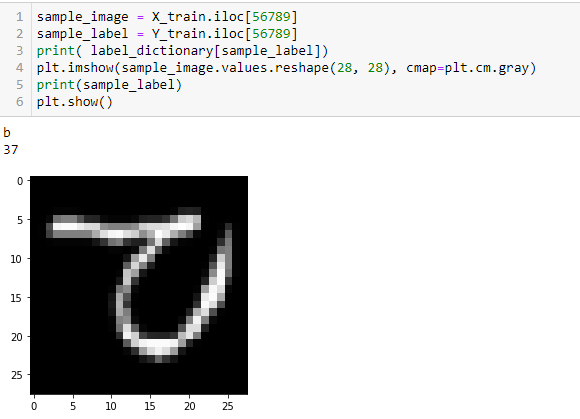 1 sample_image = X_train.iloc[56789]
2 sample_label = Y_train.iloc[56789]
3 print( label_dictionary[sample_label])
4 plt.imshow(sample_image.values.reshape(28, 28), cmap=plt.cm.gray)
5 print(sample_label)
6 plt.show()
b
37
0
5
10
15
20
25
0 5 10 15 20 25